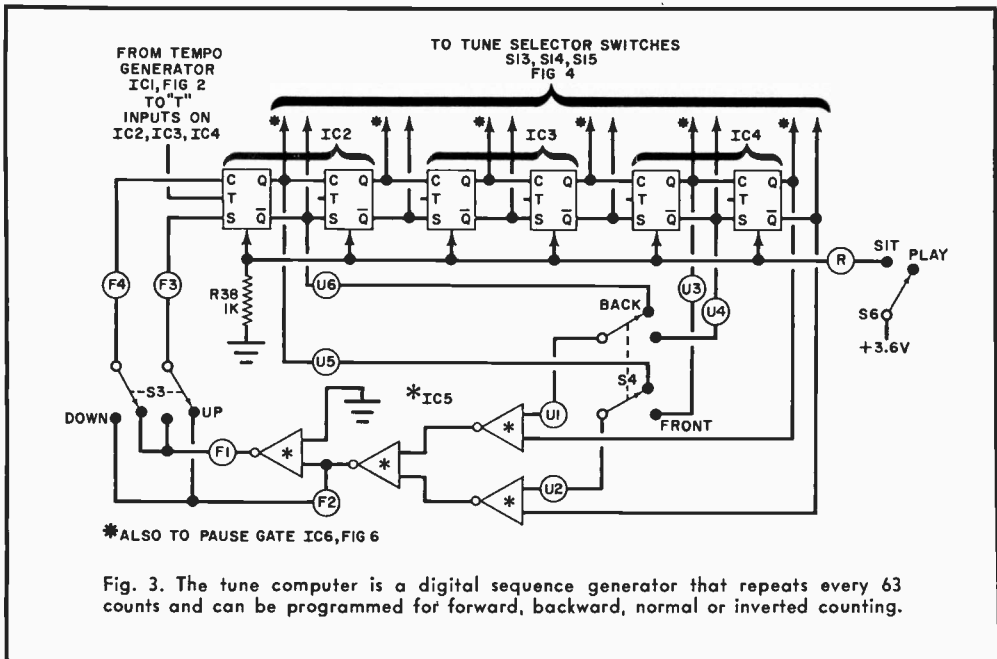 FROM TEMPO
GENERATOR
IC1, FIG 2
TO "T"
INPUTS ON
IC2, IC3, IC4
TO TUNE SELECTOR SWITCHES
S13, S14, S15
FIG 4
* * * * * *
IC2 IC3 IC4
C Q C Q C Q C Q C Q C Q
T T T T T T
S Q̅ S Q̅ S Q̅ S Q̅ S Q̅ S Q̅
R SIT PLAY
S6
+3.6V
F4 F3
R38
1K
U6
U5
BACK
U3
U4
S4
FRONT
*IC5
U1
U2
S3
DOWN UP
F1
F2
* * * *
*ALSO TO PAUSE GATE IC6, FIG 6
Fig. 3. The tune computer is a digital sequence generator that repeats every 63
counts and can be programmed for forward, backward, normal or inverted counting.